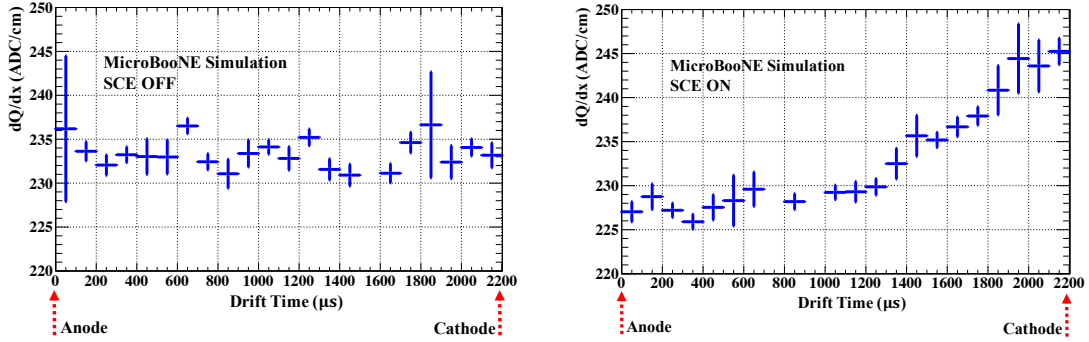 250
245
240
235
230
225
220
dQ/dx (ADC/cm)
MicroBooNE Simulation
SCE OFF
0 200 400 600 800 1000 1200 1400 1600 1800 2000 2200
Drift Time (μs)
Anode
Cathode
250
245
240
235
230
225
220
dQ/dx (ADC/cm)
MicroBooNE Simulation
SCE ON
0 200 400 600 800 1000 1200 1400 1600 1800 2000 2200
Drift Time (μs)
Anode
Cathode